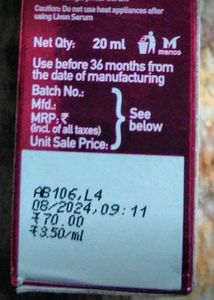 Caution: Do not use heat appliances after
using Livon Serum
Net Qty: 20 ml
marico
Use before 36 months from
the date of manufacturing
Batch No.:
Mfd.:
MRP: ₹
(Incl. of all taxes)
Unit Sale Price:
See
below
AB106,L4
08/2024,09:11
₹70.00
₹3.50/ml